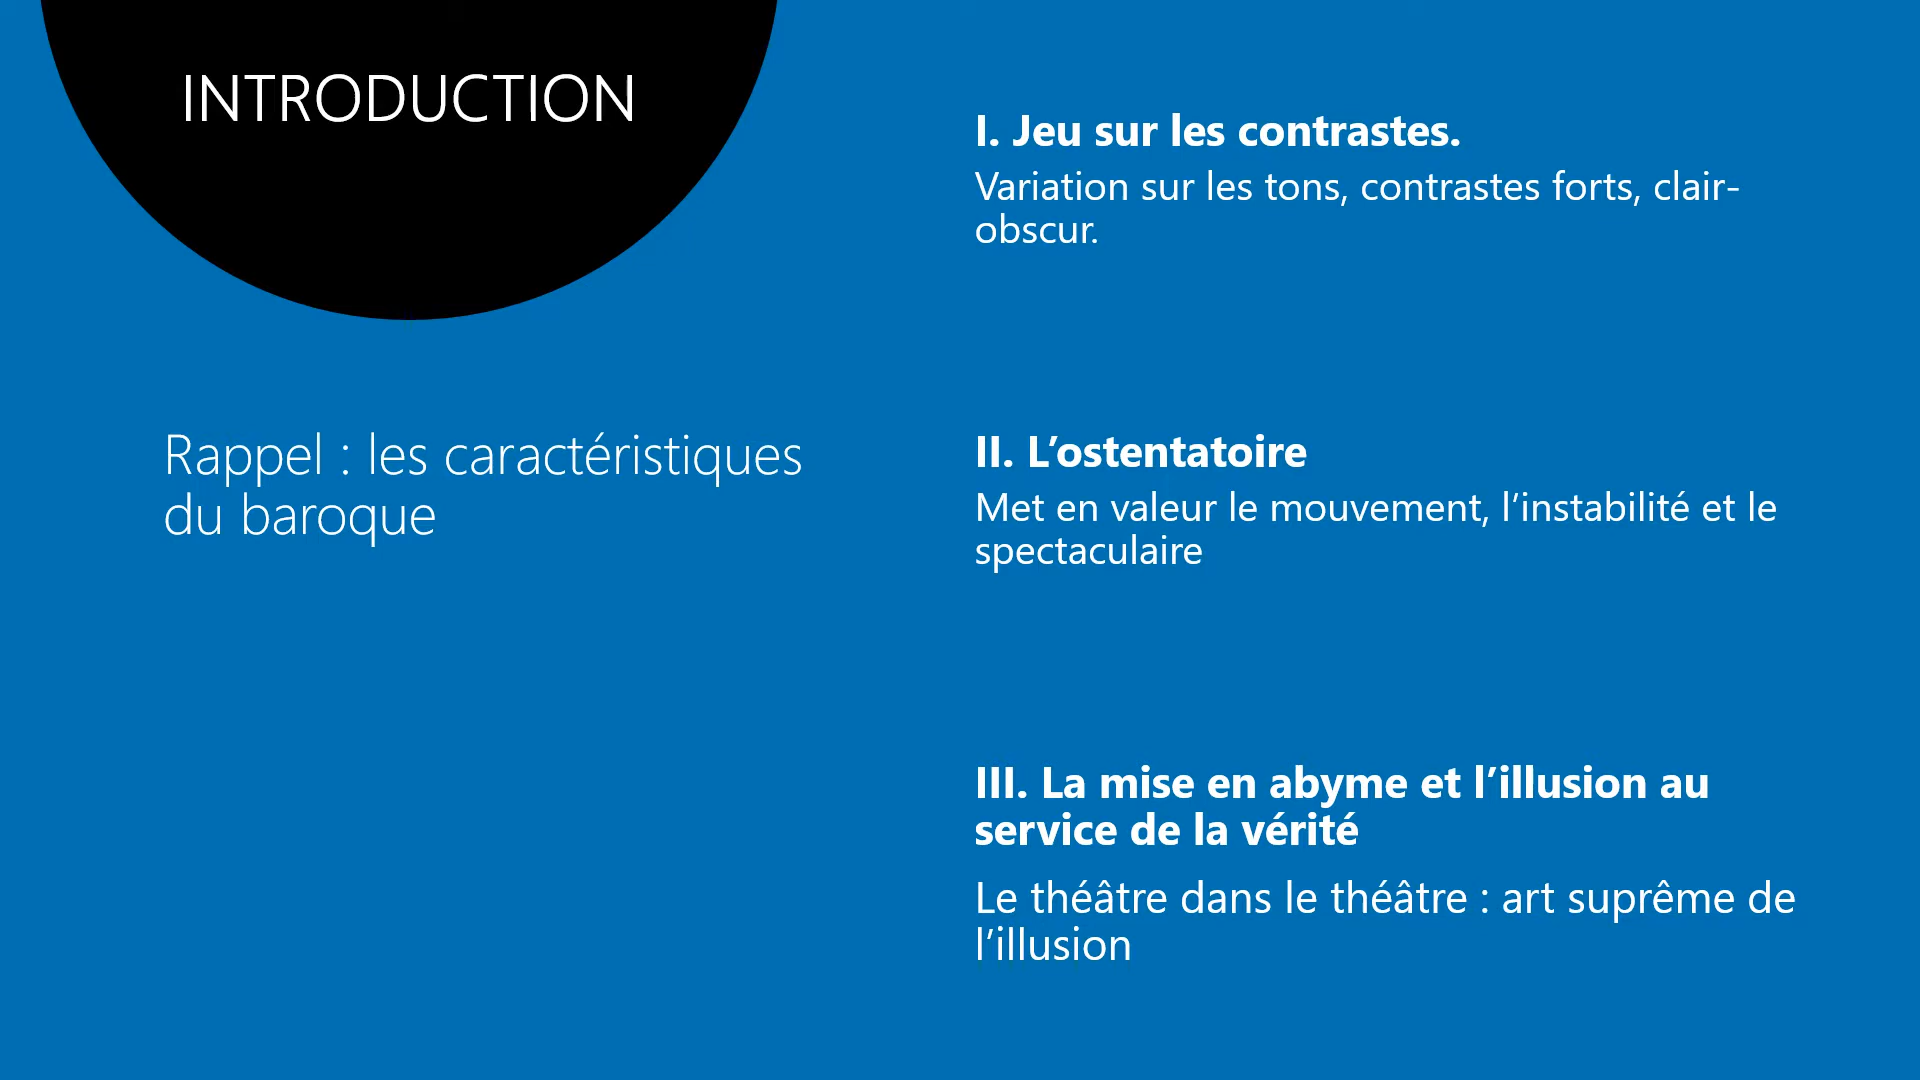 INTRODUCTION
Rappel : les caractéristiques
du baroque
I. Jeu sur les contrastes.
Variation sur les tons, contrastes forts, clair-
obscur.
II. L’ostentatoire
Met en valeur le mouvement, l’instabilité et le
spectaculaire
III. La mise en abyme et l’illusion au
service de la vérité
Le théâtre dans le théâtre : art suprême de
l’illusion